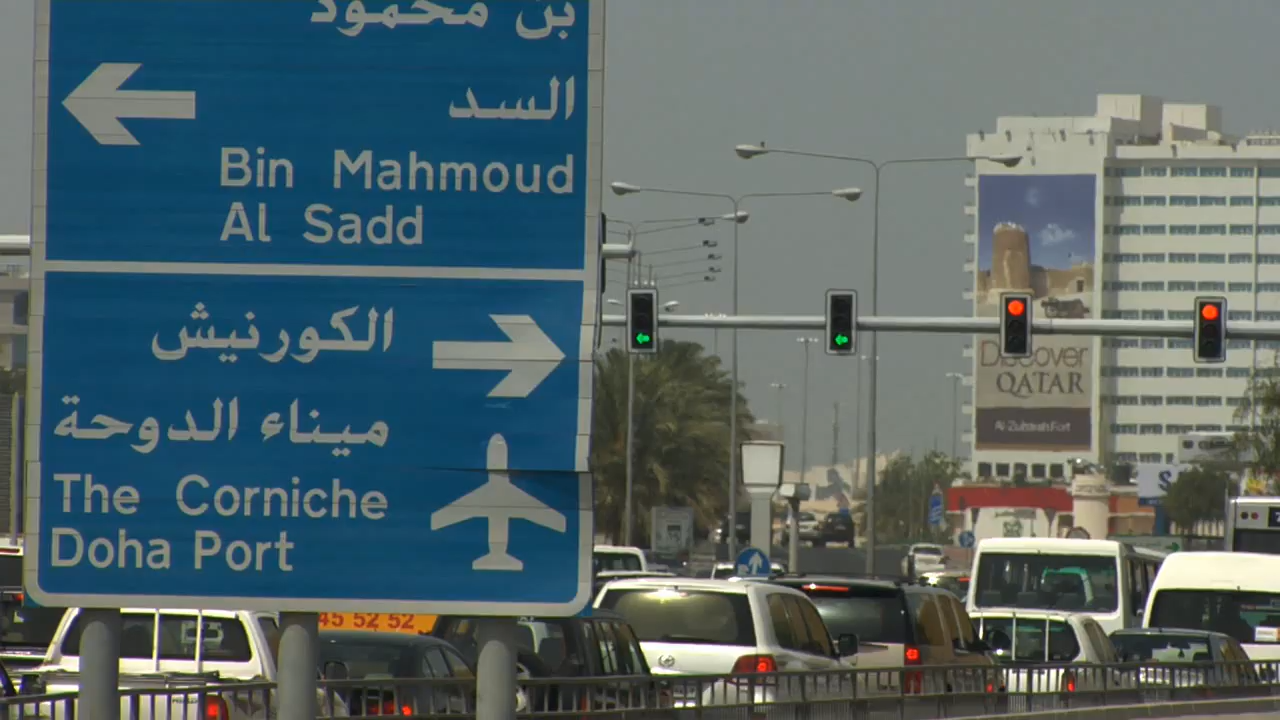 بن محمود
السد
Bin Mahmoud
Al Sadd
الكورنيش
ميناء الدوحة
The Corniche
Doha Port
45 52 52
Discover
QATAR
Al-Zubarah Fort
S